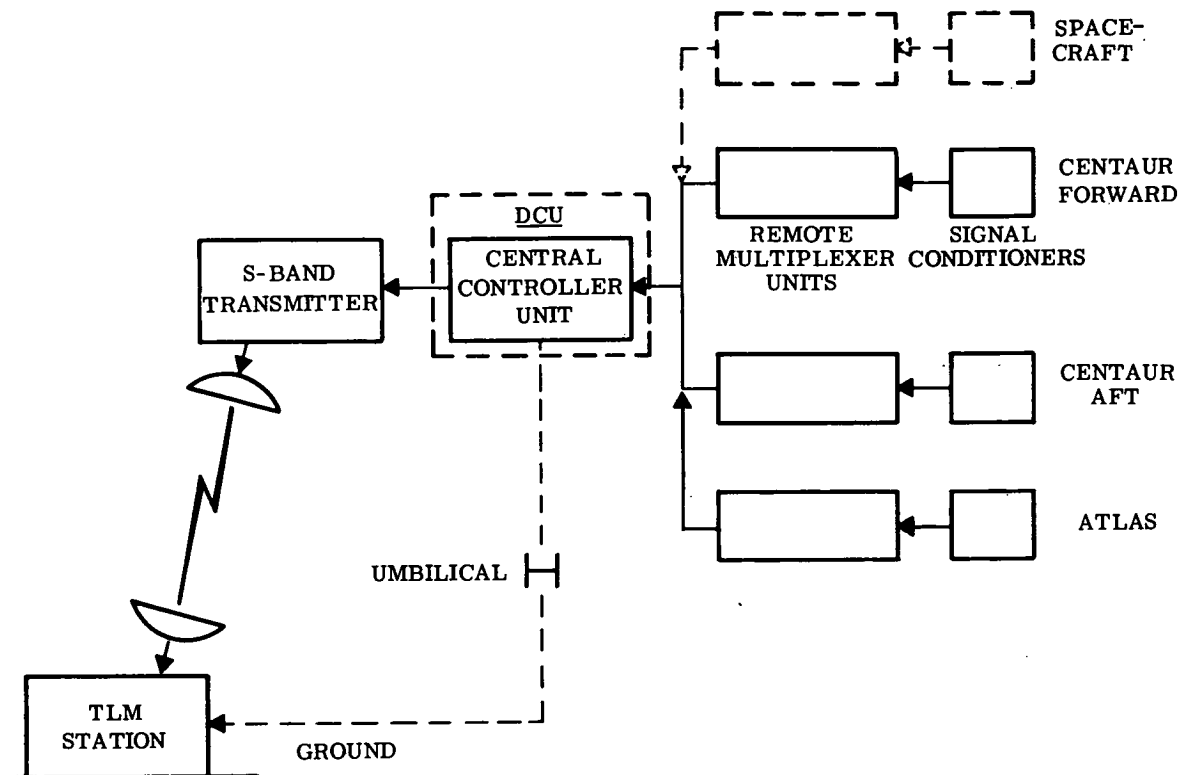 SPACE-
CRAFT
CENTAUR
FORWARD
REMOTE
MULTIPLEXER
UNITS
SIGNAL
CONDITIONERS
DCU
CENTRAL
CONTROLLER
UNIT
S-BAND
TRANSMITTER
CENTAUR
AFT
ATLAS
UMBILICAL
TLM
STATION
GROUND